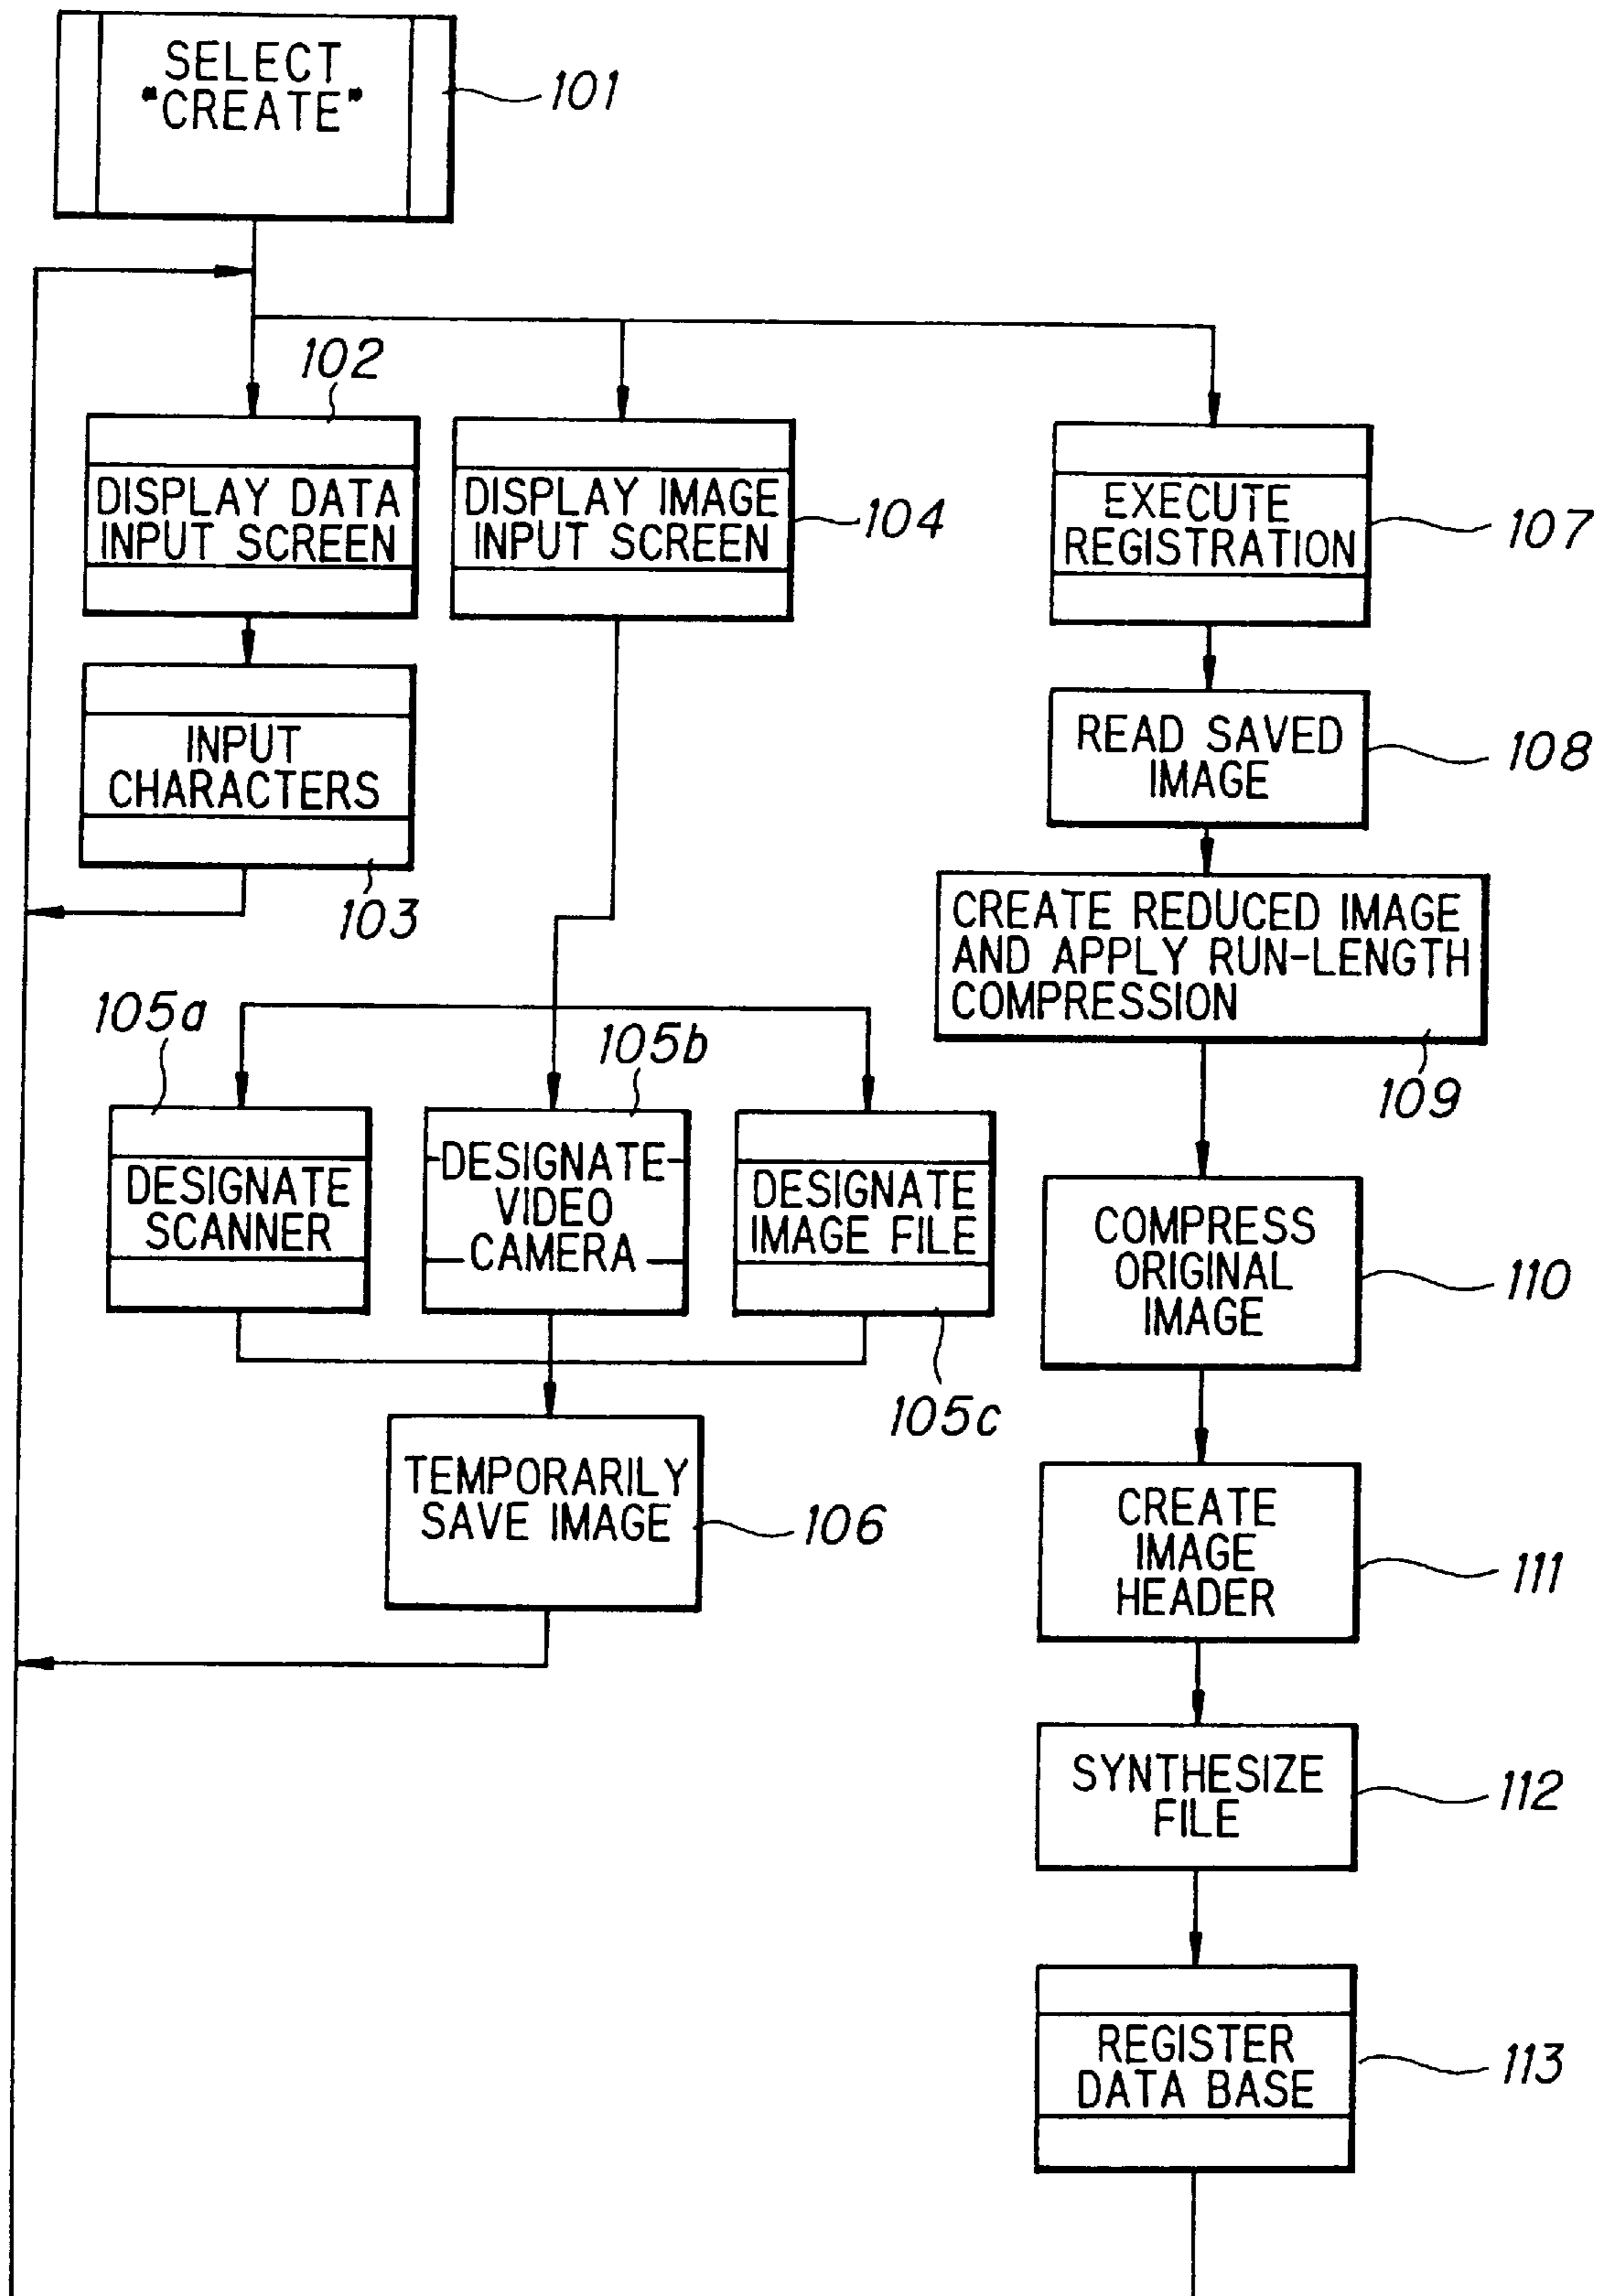 SELECT
"CREATE"
101
102
DISPLAY DATA
INPUT SCREEN
DISPLAY IMAGE
INPUT SCREEN
104
EXECUTE
REGISTRATION
107
INPUT
CHARACTERS
103
READ SAVED
IMAGE
108
CREATE REDUCED IMAGE
AND APPLY RUN-LENGTH
COMPRESSION
109
105a
DESIGNATE
SCANNER
105b
DESIGNATE
VIDEO
CAMERA
DESIGNATE
IMAGE FILE
105c
COMPRESS
ORIGINAL
IMAGE
110
TEMPORARILY
SAVE IMAGE
106
CREATE
IMAGE
HEADER
111
SYNTHESIZE
FILE
112
REGISTER
DATA BASE
113